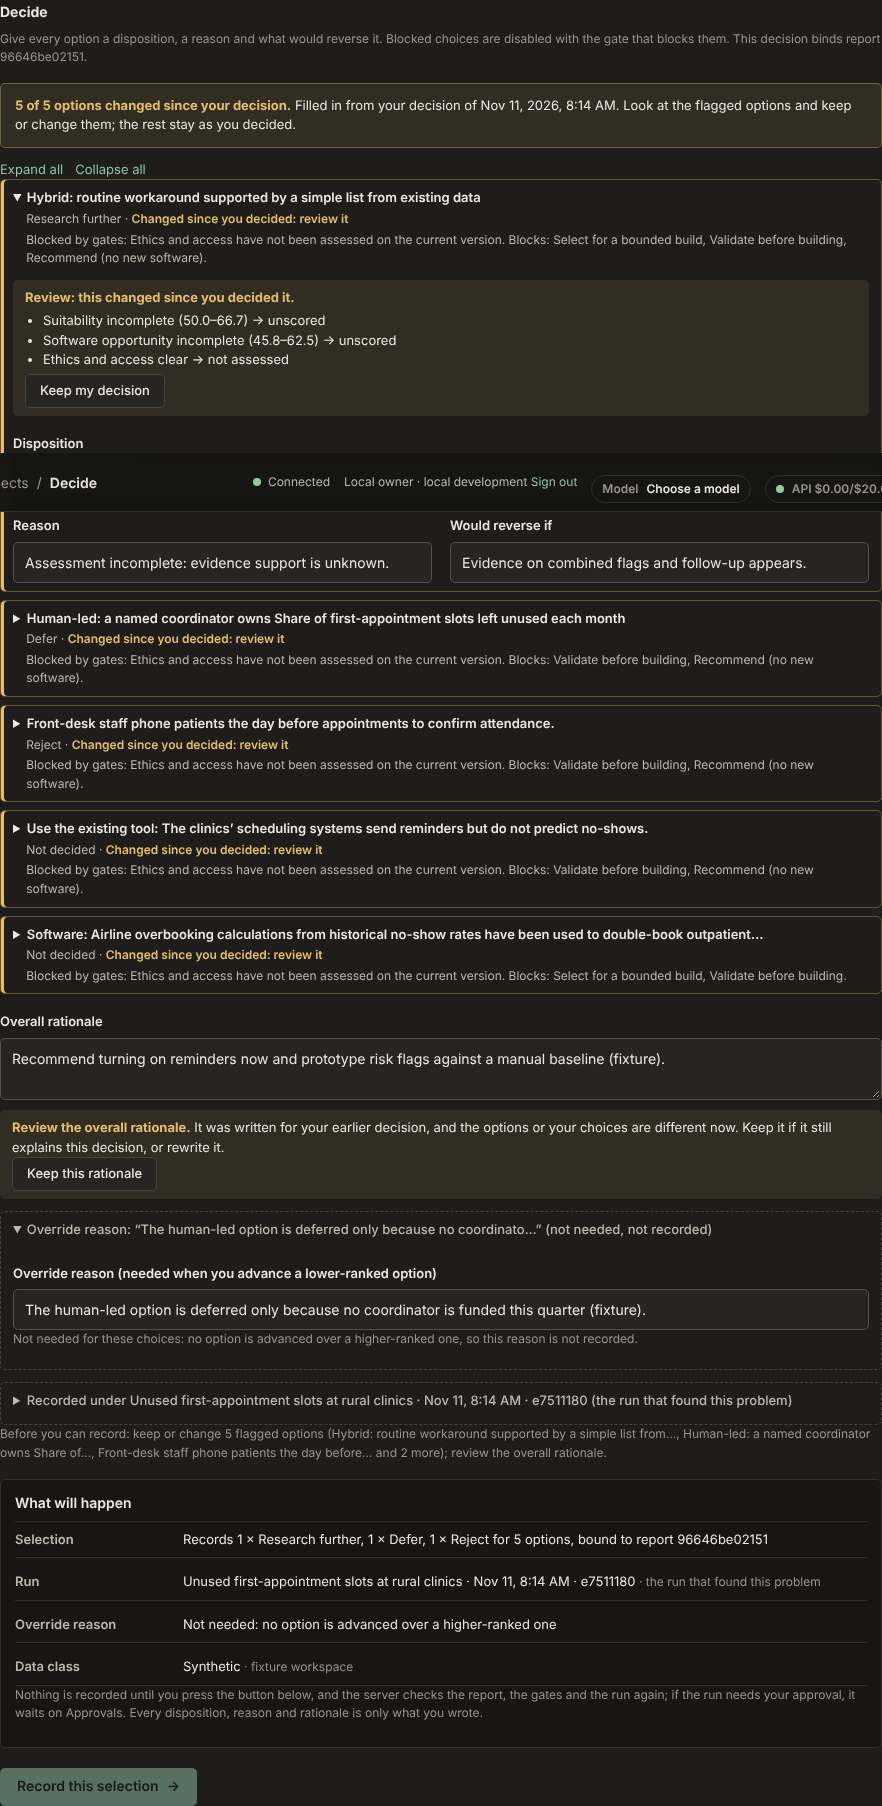 Decide
Give every option a disposition, a reason and what would reverse it. Blocked choices are disabled with the gate that blocks them. This decision binds report
96646be02151.
5 of 5 options changed since your decision. Filled in from your decision of Nov 11, 2026, 8:14 AM. Look at the flagged options and keep
or change them; the rest stay as you decided.
Expand all Collapse all
▼ Hybrid: routine workaround supported by a simple list from existing data
Research further · Changed since you decided: review it
Blocked by gates: Ethics and access have not been assessed on the current version. Blocks: Select for a bounded build, Validate before building,
Recommend (no new software).
Review: this changed since you decided it.
• Suitability incomplete (50.0–66.7) → unscored
• Software opportunity incomplete (45.8–62.5) → unscored
• Ethics and access clear → not assessed
Keep my decision
Disposition
ects / Decide
Connected Local owner · local development Sign out
Model Choose a model
API $0.00/$20.
Reason
Would reverse if
Assessment incomplete: evidence support is unknown.
Evidence on combined flags and follow-up appears.
▶ Human-led: a named coordinator owns Share of first-appointment slots left unused each month
Defer · Changed since you decided: review it
Blocked by gates: Ethics and access have not been assessed on the current version. Blocks: Validate before building, Recommend (no new
software).
▶ Front-desk staff phone patients the day before appointments to confirm attendance.
Reject · Changed since you decided: review it
Blocked by gates: Ethics and access have not been assessed on the current version. Blocks: Validate before building, Recommend (no new
software).
▶ Use the existing tool: The clinics’ scheduling systems send reminders but do not predict no-shows.
Not decided · Changed since you decided: review it
Blocked by gates: Ethics and access have not been assessed on the current version. Blocks: Validate before building, Recommend (no new
software).
▶ Software: Airline overbooking calculations from historical no-show rates have been used to double-book outpatient…
Not decided · Changed since you decided: review it
Blocked by gates: Ethics and access have not been assessed on the current version. Blocks: Select for a bounded build, Validate before building.
Overall rationale
Recommend turning on reminders now and prototype risk flags against a manual baseline (fixture).
Review the overall rationale. It was written for your earlier decision, and the options or your choices are different now. Keep it if it still
explains this decision, or rewrite it.
Keep this rationale
▼ Override reason: “The human-led option is deferred only because no coordinato…” (not needed, not recorded)
Override reason (needed when you advance a lower-ranked option)
The human-led option is deferred only because no coordinator is funded this quarter (fixture).
Not needed for these choices: no option is advanced over a higher-ranked one, so this reason is not recorded.
▶ Recorded under Unused first-appointment slots at rural clinics · Nov 11, 8:14 AM · e7511180 (the run that found this problem)
Before you can record: keep or change 5 flagged options (Hybrid: routine workaround supported by a simple list from…, Human-led: a named coordinator
owns Share of…, Front-desk staff phone patients the day before… and 2 more); review the overall rationale.
What will happen
Selection Records 1 × Research further, 1 × Defer, 1 × Reject for 5 options, bound to report 96646be02151
Run Unused first-appointment slots at rural clinics · Nov 11, 8:14 AM · e7511180 · the run that found this problem
Override reason Not needed: no option is advanced over a higher-ranked one
Data class Synthetic · fixture workspace
Nothing is recorded until you press the button below, and the server checks the report, the gates and the run again; if the run needs your approval, it
waits on Approvals. Every disposition, reason and rationale is only what you wrote.
Record this selection →